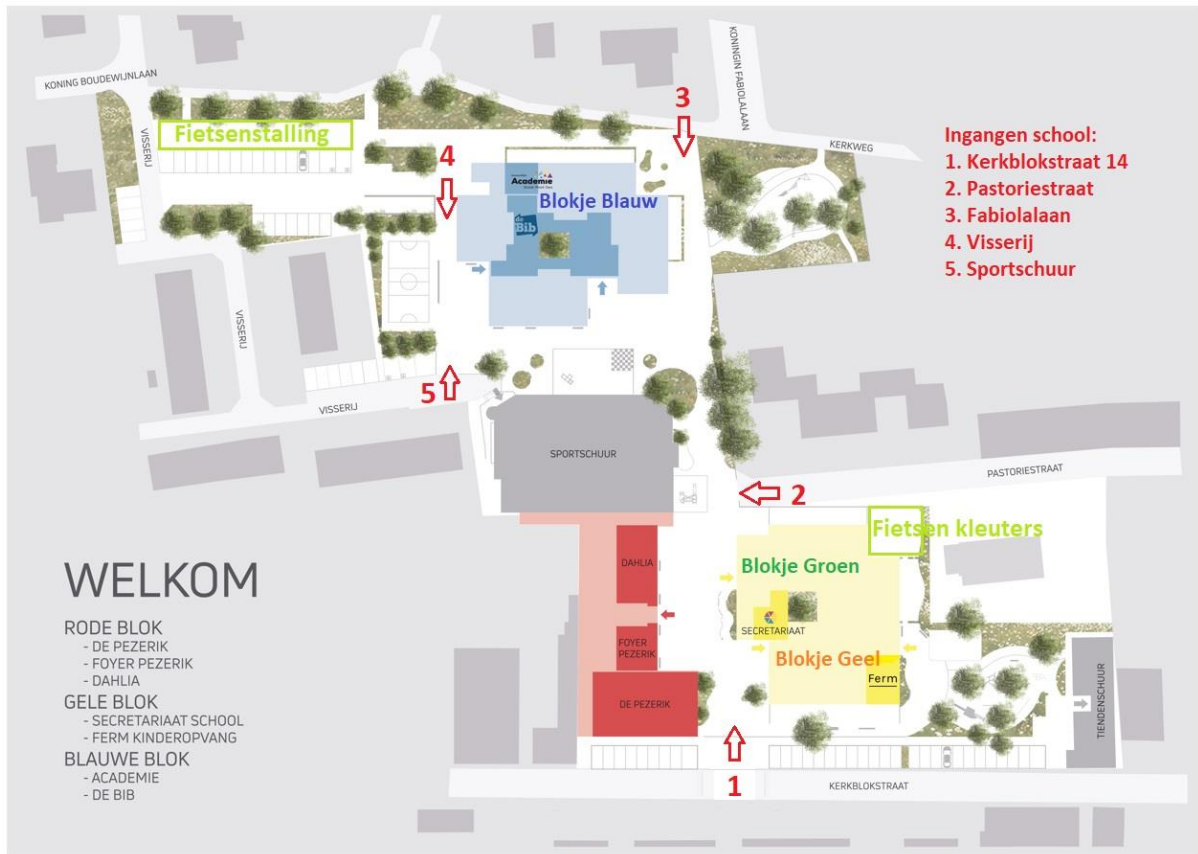 KONING BOUDEWIJNLAAN
VISSERIJ
Fietsenstalling
4
3
KONINGIN FABIOLALAAN
KERKWEG
Ingangen school:
1. Kerkblokstraat 14
2. Pastoriestraat
3. Fabiolalaan
4. Visserij
5. Sportschuur
Academie
Blokje Blauw
de
Bib
VISSERIJ
5
VISSERIJ
SPORTSCHUUR
PASTORIESTRAAT
2
Fietsen kleuters
DAHLIA
Blokje Groen
SECRETARIAAT
FOYER
PEZERIK
Blokje Geel
Ferm
DE PEZERIK
TIENDENSCHUUR
1
KERKBLOKSTRAAT
WELKOM
RODE BLOK
- DE PEZERIK
- FOYER PEZERIK
- DAHLIA
GELE BLOK
- SECRETARIAAT SCHOOL
- FERM KINDEROPVANG
BLAUWE BLOK
- ACADEMIE
- DE BIB